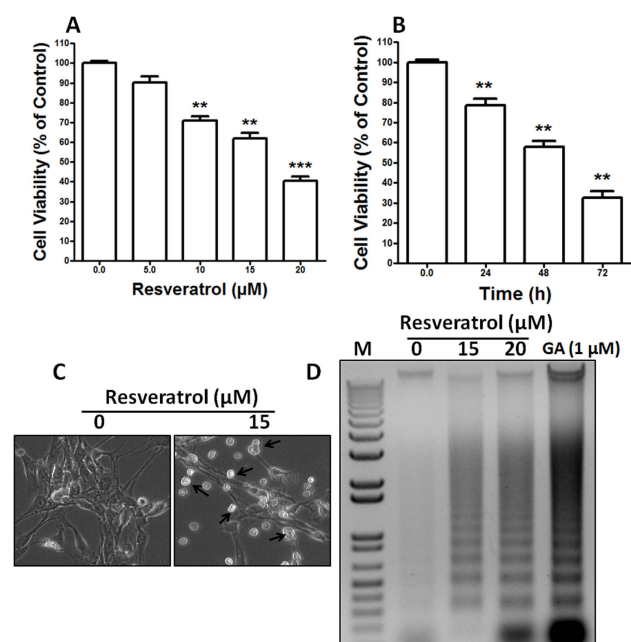 A
Cell Viability (% of Control)
110
100
90
80
70
60
50
40
30
20
10
0
**
**
***
0.0 5.0 10 15 20
Resveratrol (µM)
B
Cell Viability (% of Control)
110
100
90
80
70
60
50
40
30
20
10
0
**
**
**
0.0 24 48 72
Time (h)
C
Resveratrol (µM)
0 15
D
Resveratrol (µM)
M 0 15 20 GA (1 µM)